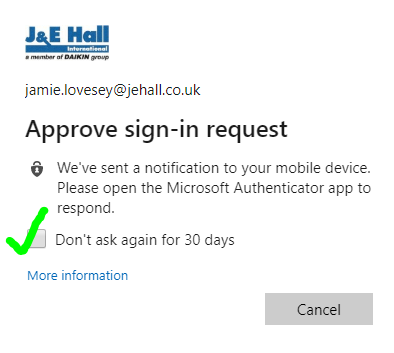 J&E Hall
International
a member of DAIKIN group
jamie.lovesey@jehall.co.uk
Approve sign-in request
We've sent a notification to your mobile device.
Please open the Microsoft Authenticator app to
respond.
Don't ask again for 30 days
More information
Cancel